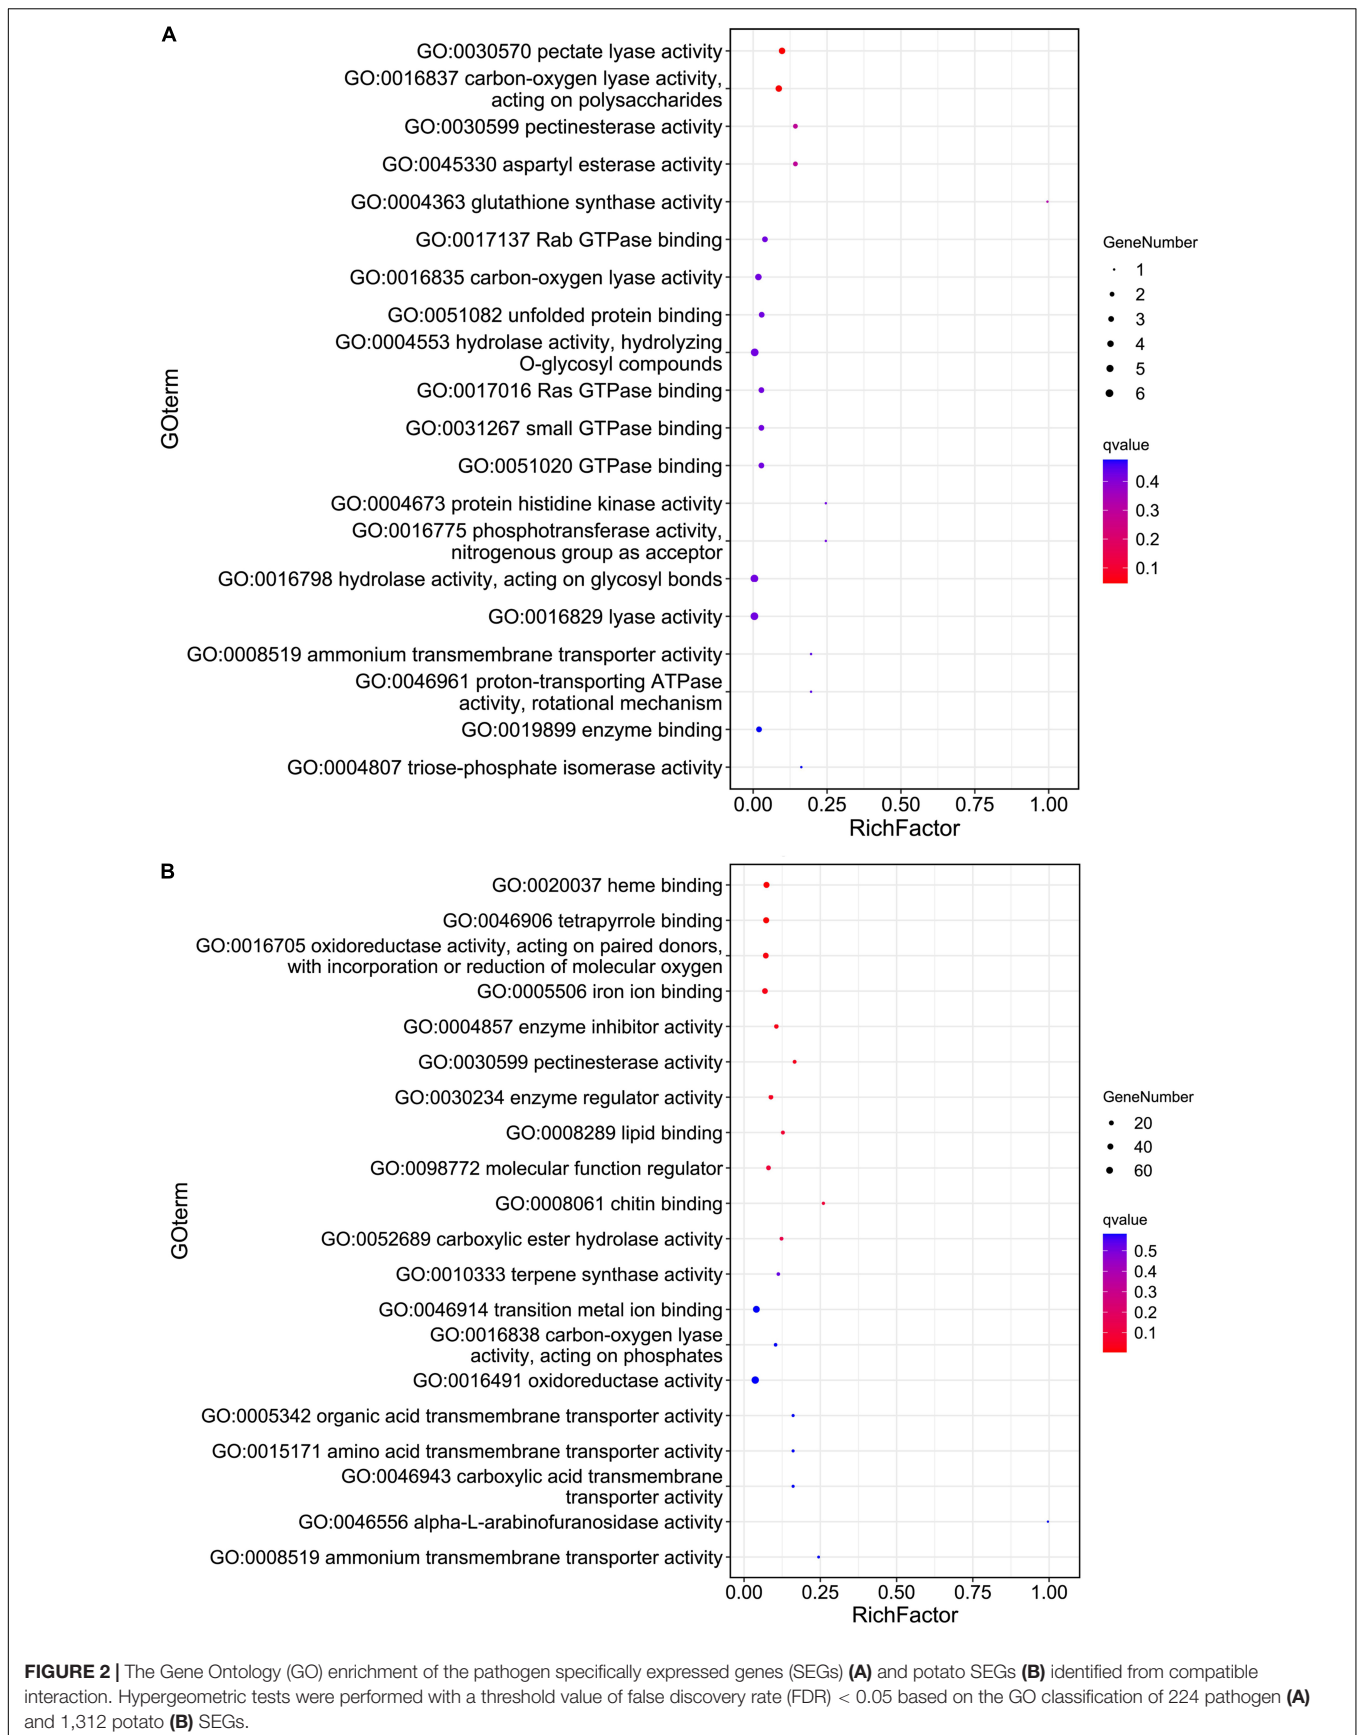 A
GO:0030570 pectate lyase activity
GO:0016837 carbon-oxygen lyase activity,
acting on polysaccharides
GO:0030599 pectinesterase activity
GO:0045330 aspartyl esterase activity
GO:0004363 glutathione synthase activity
GO:0017137 Rab GTPase binding
GO:0016835 carbon-oxygen lyase activity
GO:0051082 unfolded protein binding
GO:0004553 hydrolase activity, hydrolyzing
O-glycosyl compounds
GO:0017016 Ras GTPase binding
GO:0031267 small GTPase binding
GO:0051020 GTPase binding
GO:0004673 protein histidine kinase activity
GO:0016775 phosphotransferase activity,
nitrogenous group as acceptor
GO:0016798 hydrolase activity, acting on glycosyl bonds
GO:0016829 lyase activity
GO:0008519 ammonium transmembrane transporter activity
GO:0046961 proton-transporting ATPase
activity, rotational mechanism
GO:0019899 enzyme binding
GO:0004807 triose-phosphate isomerase activity
GOterm
0.00 0.25 0.50 0.75 1.00
RichFactor
GeneNumber
1
2
3
4
5
6
qvalue
0.4
0.3
0.2
0.1
B
GO:0020037 heme binding
GO:0046906 tetrapyrrole binding
GO:0016705 oxidoreductase activity, acting on paired donors,
with incorporation or reduction of molecular oxygen
GO:0005506 iron ion binding
GO:0004857 enzyme inhibitor activity
GO:0030599 pectinesterase activity
GO:0030234 enzyme regulator activity
GO:0008289 lipid binding
GO:0098772 molecular function regulator
GO:0008061 chitin binding
GO:0052689 carboxylic ester hydrolase activity
GO:0010333 terpene synthase activity
GO:0046914 transition metal ion binding
GO:0016838 carbon-oxygen lyase
activity, acting on phosphates
GO:0016491 oxidoreductase activity
GO:0005342 organic acid transmembrane transporter activity
GO:0015171 amino acid transmembrane transporter activity
GO:0046943 carboxylic acid transmembrane
transporter activity
GO:0046556 alpha-L-arabinofuranosidase activity
GO:0008519 ammonium transmembrane transporter activity
GOterm
0.00 0.25 0.50 0.75 1.00
RichFactor
GeneNumber
20
40
60
qvalue
0.5
0.4
0.3
0.2
0.1
FIGURE 2 | The Gene Ontology (GO) enrichment of the pathogen specifically expressed genes (SEGs) (A) and potato SEGs (B) identified from compatible
interaction. Hypergeometric tests were performed with a threshold value of false discovery rate (FDR) < 0.05 based on the GO classification of 224 pathogen (A)
and 1,312 potato (B) SEGs.